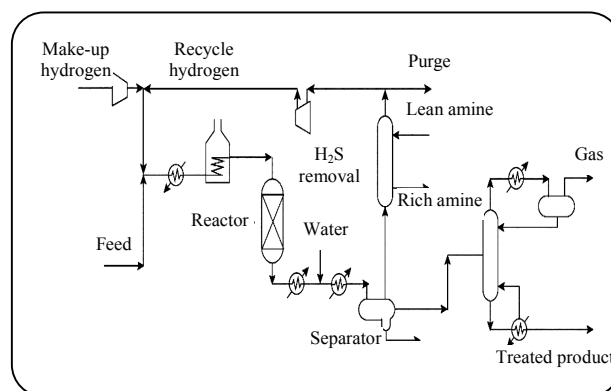 Make-up
hydrogen
Recycle
hydrogen
Purge
Lean amine
H₂S
removal
Rich amine
Gas
Reactor
Water
Feed
Separator
Treated product